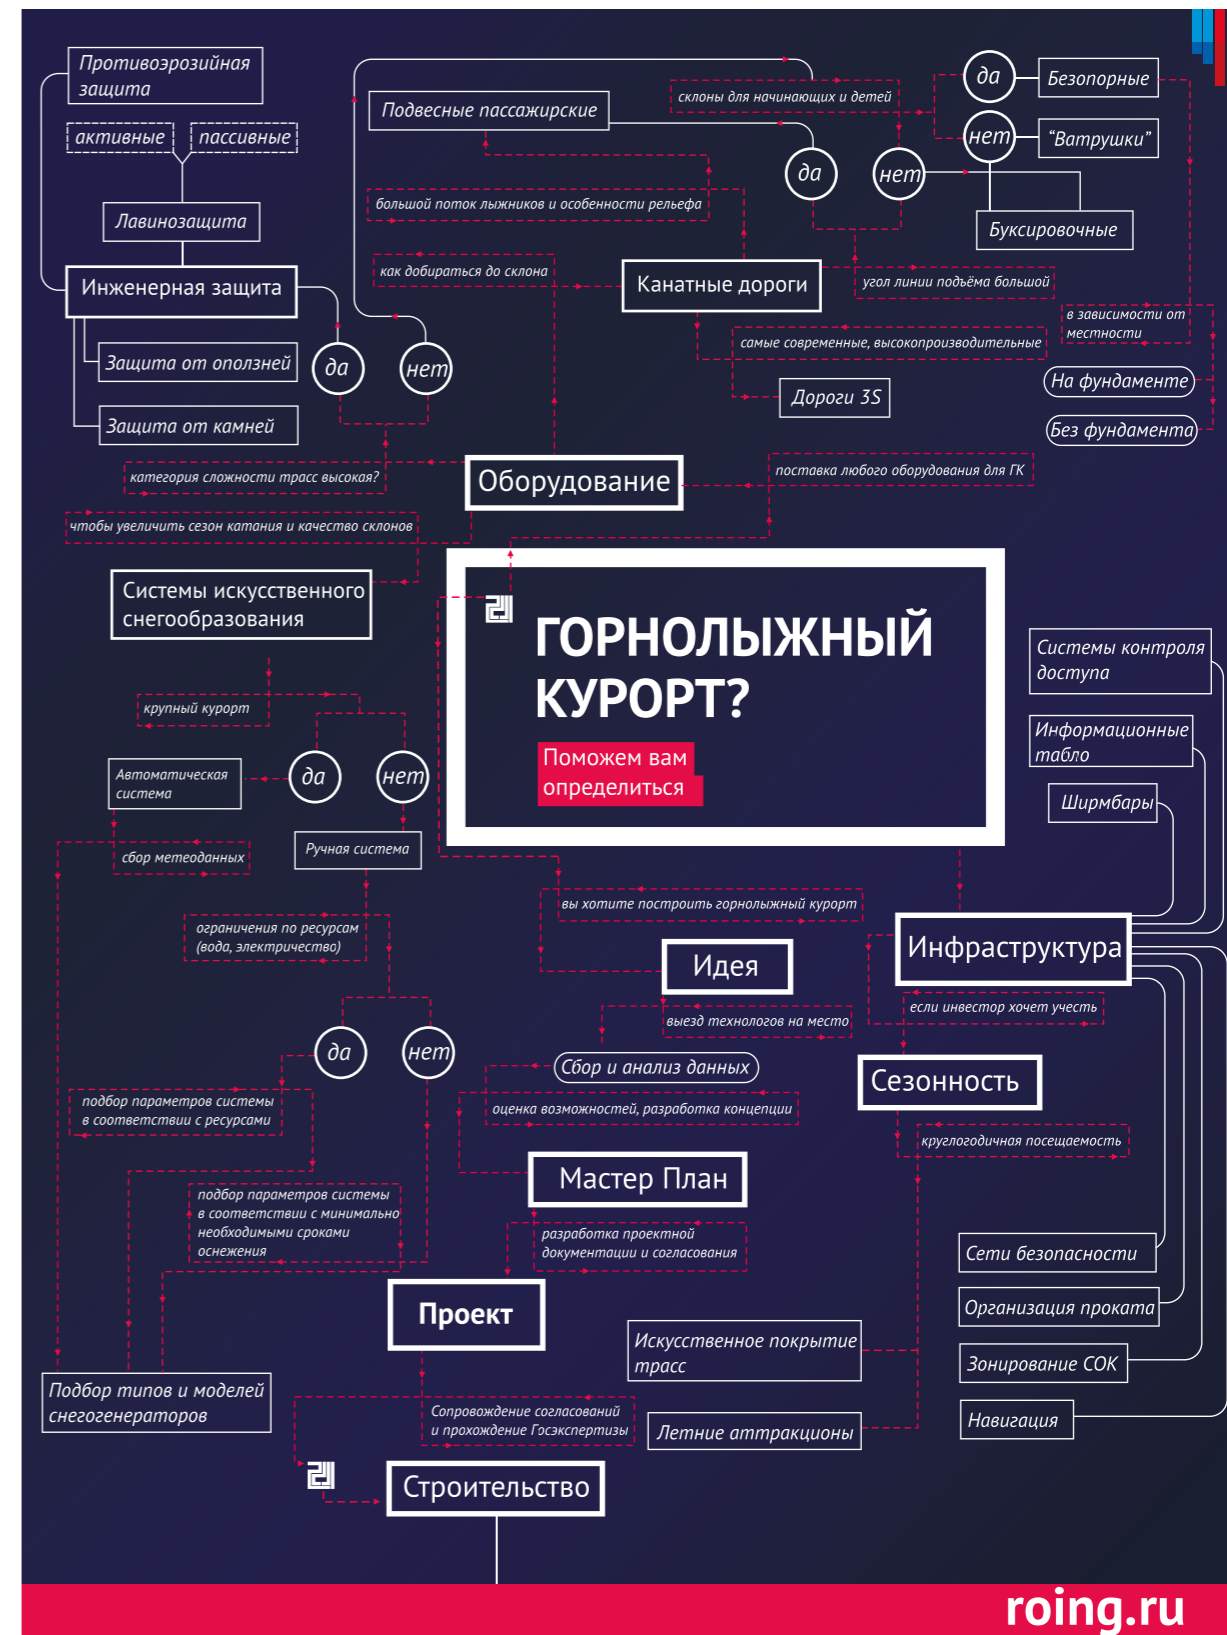 Противоэрозийная
защита
активные
пассивные
Лавинозащита
Инженерная защита
Защита от оползней
Защита от камней
да
нет
Подвесные пассажирские
склоны для начинающих и детей
да
Безопорные
нет
“Ватрушки”
да
нет
Буксировочные
большой поток лыжников и особенности рельефа
как добираться до склона
Канатные дороги
угол линии подъёма большой
в зависимости от
местности
самые современные, высокопроизводительные
Дороги 3S
На фундаменте
Без фундамента
категория сложности трасс высокая?
Оборудование
поставка любого оборудования для ГК
чтобы увеличить сезон катания и качество склонов
Системы искусственного
снегообразования
ГОРНОЛЫЖНЫЙ
КУРОРТ?
Поможем вам
определиться
крупный курорт
да
нет
Автоматическая
система
Ручная система
сбор метеоданных
ограничения по ресурсам
(вода, электричество)
да
нет
подбор параметров системы
в соответствии с ресурсами
подбор параметров системы
в соответствии с минимально
необходимыми сроками
оснежения
Подбор типов и моделей
снегогенераторов
вы хотите построить горнолыжный курорт
Идея
выезд технологов на место
Сбор и анализ данных
оценка возможностей, разработка концепции
Мастер План
разработка проектной
документации и согласования
Проект
Сопровождение согласований
и прохождение Госэкспертизы
Строительство
Системы контроля
доступа
Информационные
табло
Ширмбары
Инфраструктура
если инвестор хочет учесть
Сезонность
круглогодичная посещаемость
Сети безопасности
Организация проката
Зонирование СОК
Навигация
Искусственное покрытие
трасс
Летние аттракционы
roing.ru